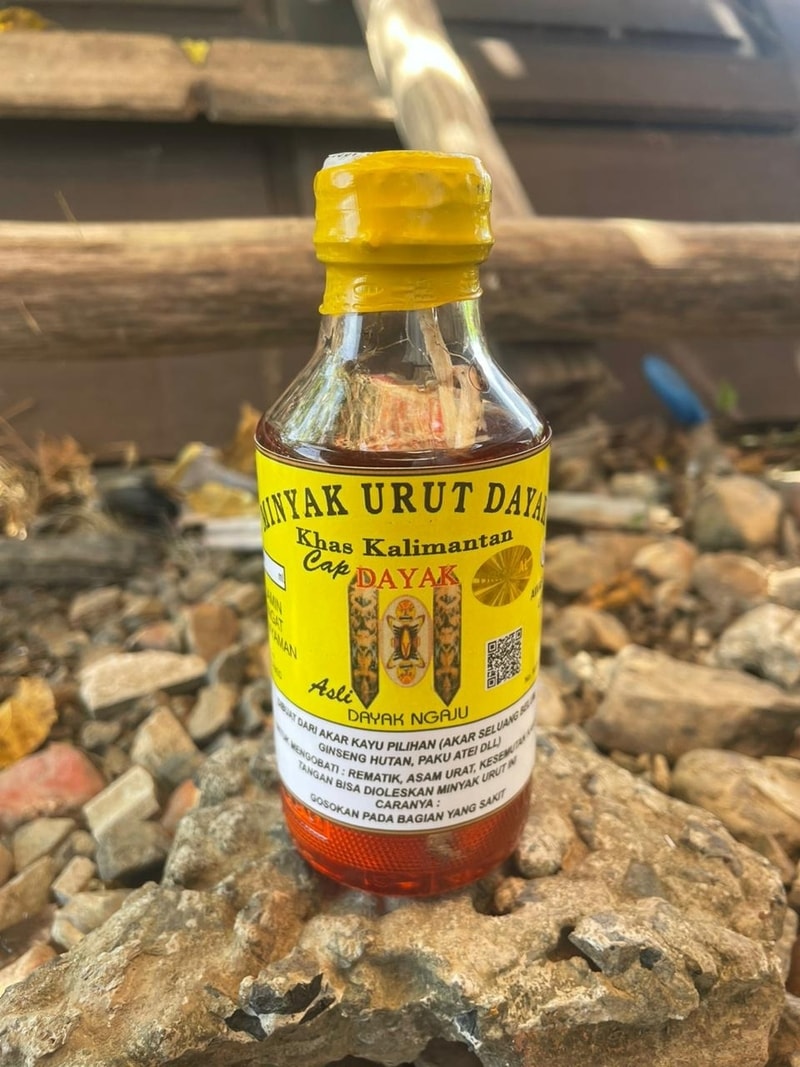 MINYAK URUT DAYAK
Khas Kalimantan
Cap DAYAK
ml
Asli
DAYAK NGAJU
DARI AKAR KAYU PILIHAN (AKAR SELUANG
GINSENG HUTAN, PAKU ATEI DLL)
MENGOBATI : REMATIK, ASAM URAT, KESEMUTAN
TANGAN BISA DIOLESKAN MINYAK URUT INI
CARANYA :
GOSOKAN PADA BAGIAN YANG SAKIT